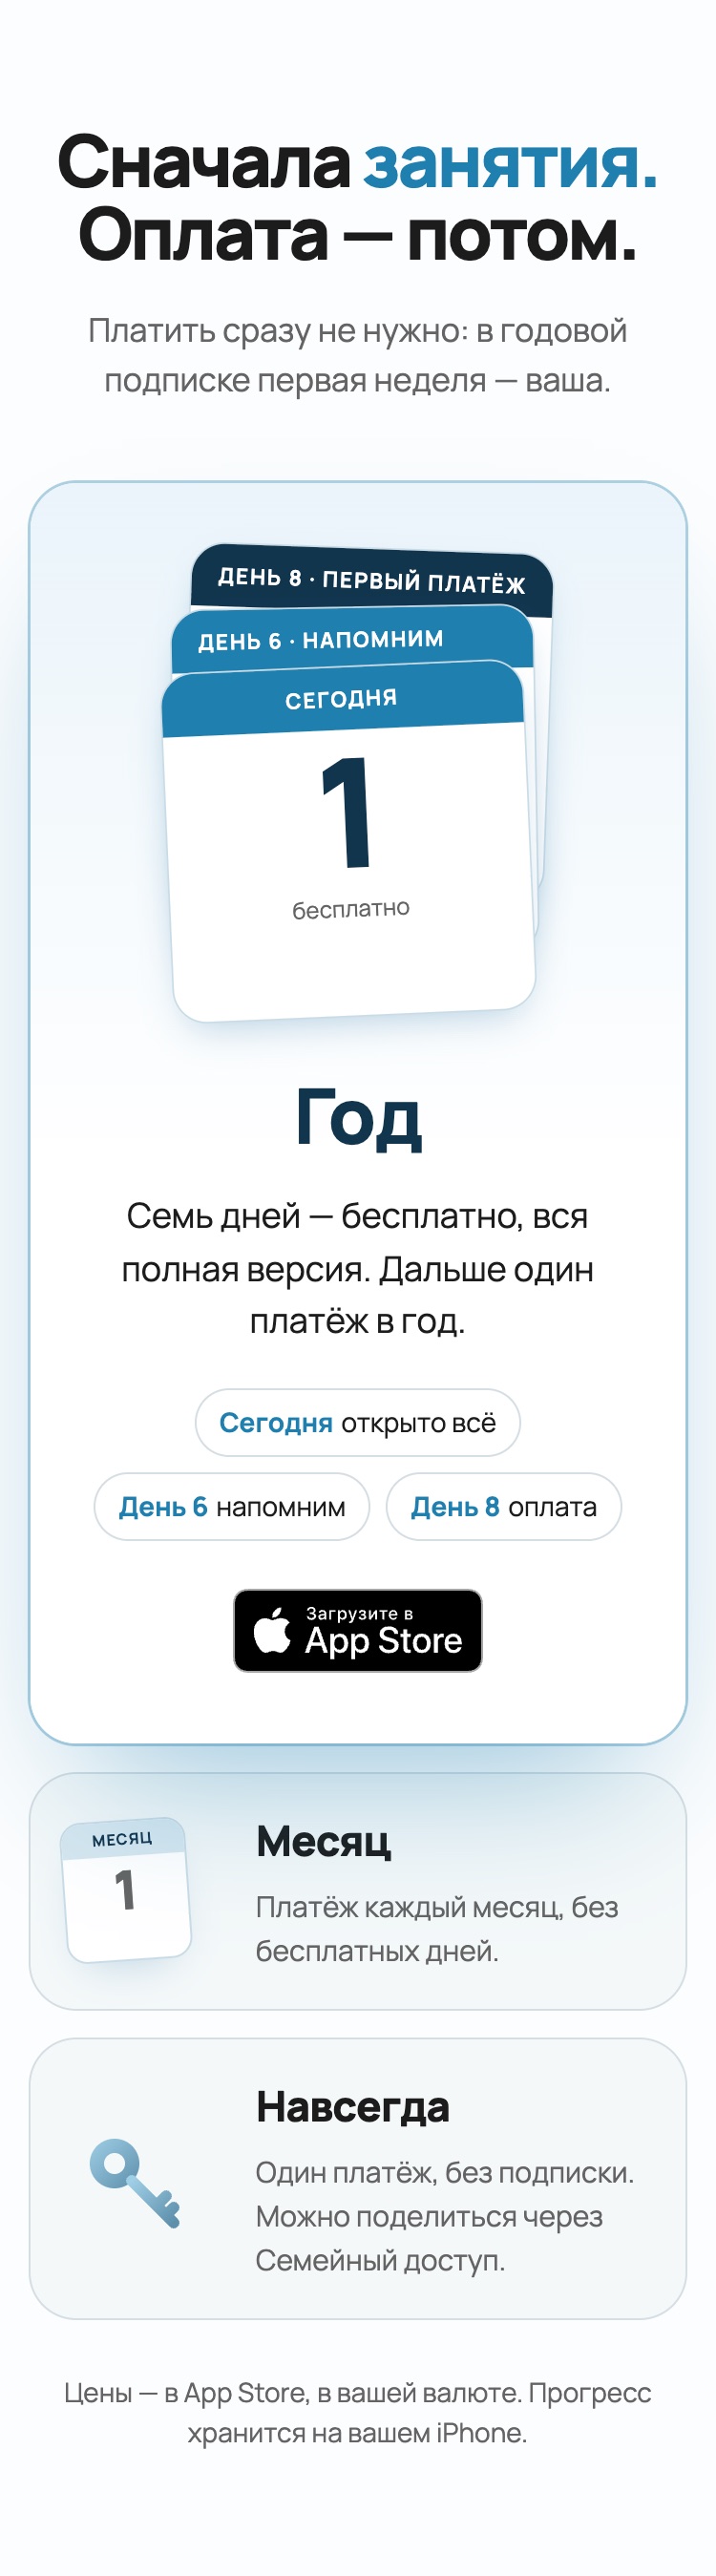 Сначала занятия.
Оплата — потом.
Платить сразу не нужно: в годовой
подписке первая неделя — ваша.
ДЕНЬ 8 · ПЕРВЫЙ ПЛАТЁЖ
ДЕНЬ 6 · НАПОМНИМ
СЕГОДНЯ
1
бесплатно
Год
Семь дней — бесплатно, вся
полная версия. Дальше один
платёж в год.
Сегодня открыто всё
День 6 напомним
День 8 оплата
Загрузите в
App Store
МЕСЯЦ
1
Месяц
Платёж каждый месяц, без
бесплатных дней.
Навсегда
Один платёж, без подписки.
Можно поделиться через
Семейный доступ.
Цены — в App Store, в вашей валюте. Прогресс
хранится на вашем iPhone.